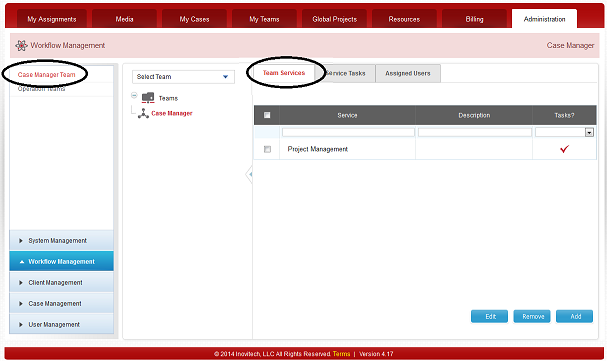 My Assignments Media My Cases My Teams Global Projects Resources Billing Administration
Workflow Management Case Manager
Case Manager Team
Operation Teams
System Management
Workflow Management
Client Management
Case Management
User Management
Select Team
Teams
Case Manager
Team Services Service Tasks Assigned Users
Service Description Tasks?
Project Management
Edit Remove Add
© 2014 Inovitech, LLC All Rights Reserved. Terms | Version 4.17